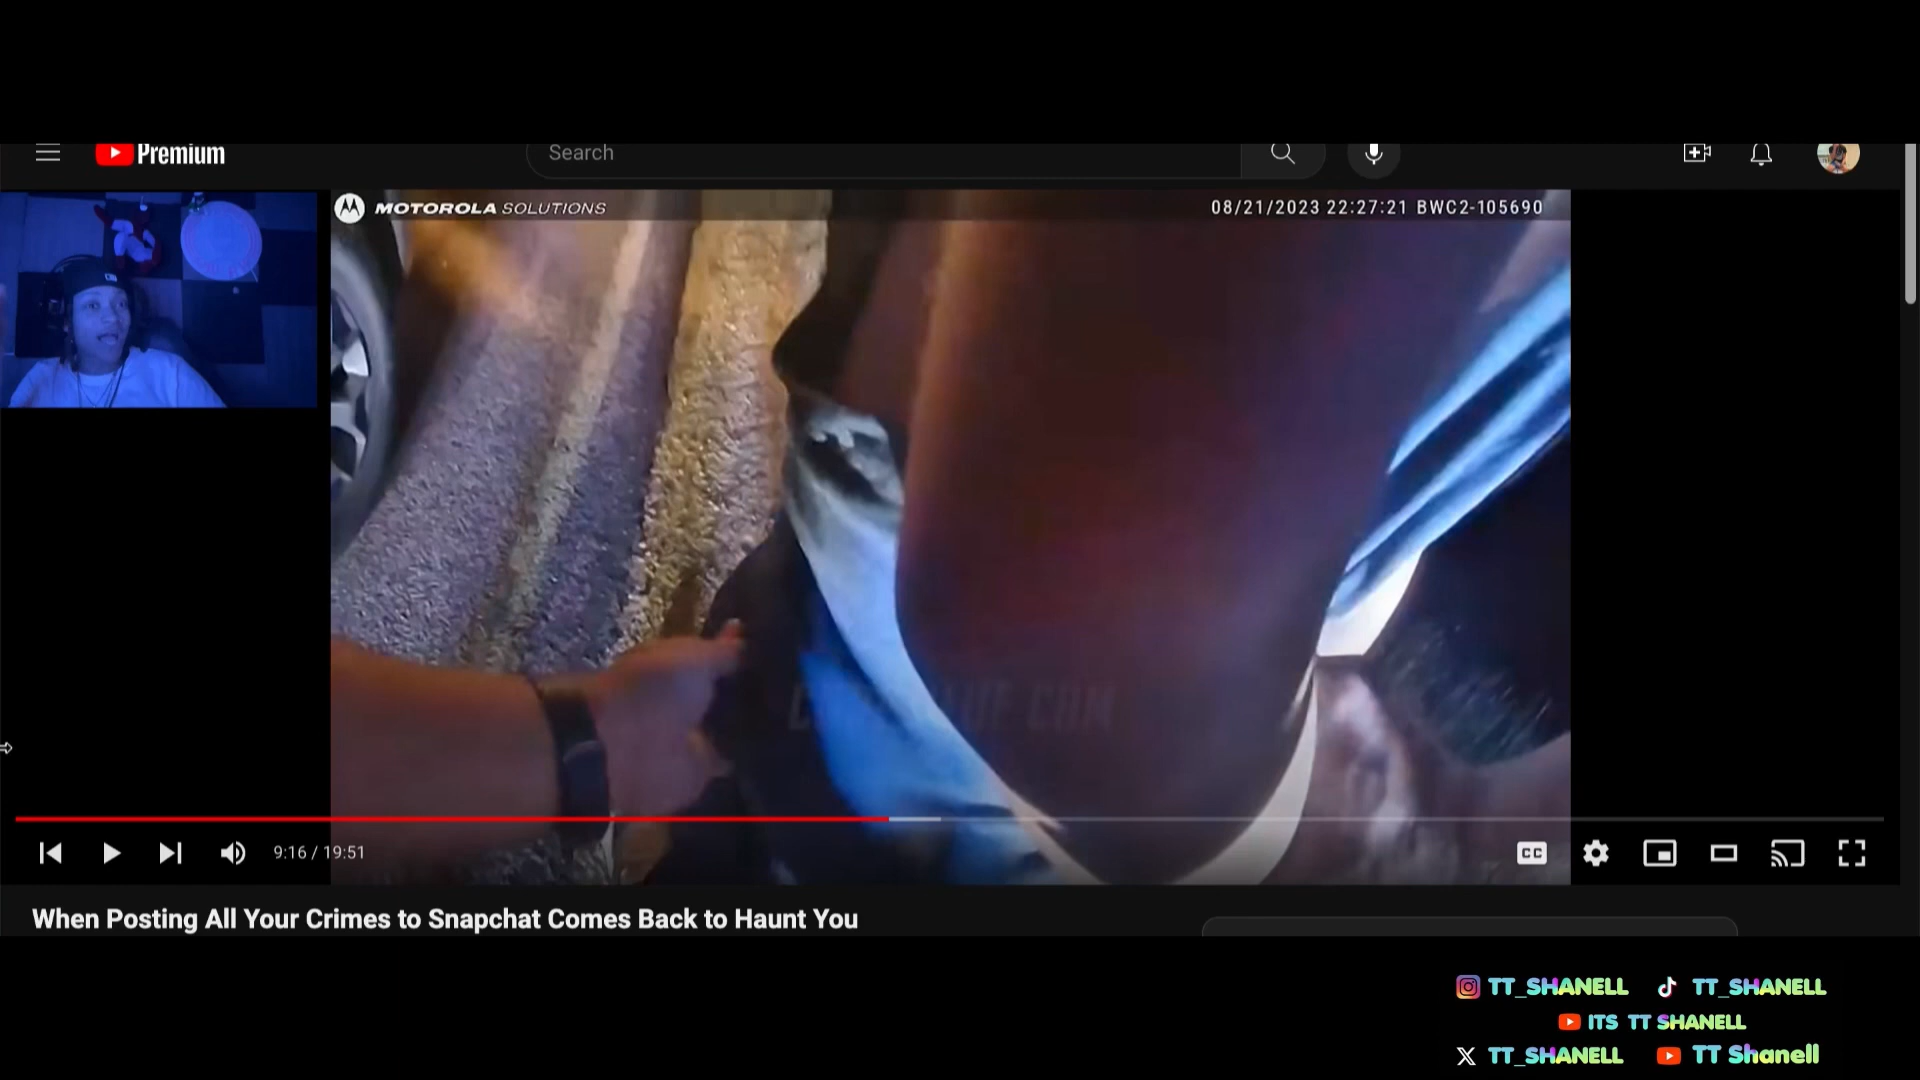 Premium
Search
MOTOROLA SOLUTIONS
08/21/2023 22:27:21 BWC2-105690
9:16 / 19:51
CC
When Posting All Your Crimes to Snapchat Comes Back to Haunt You
TT_SHANELL
TT_SHANELL
ITS TT SHANELL
TT_SHANELL
TT Shanell